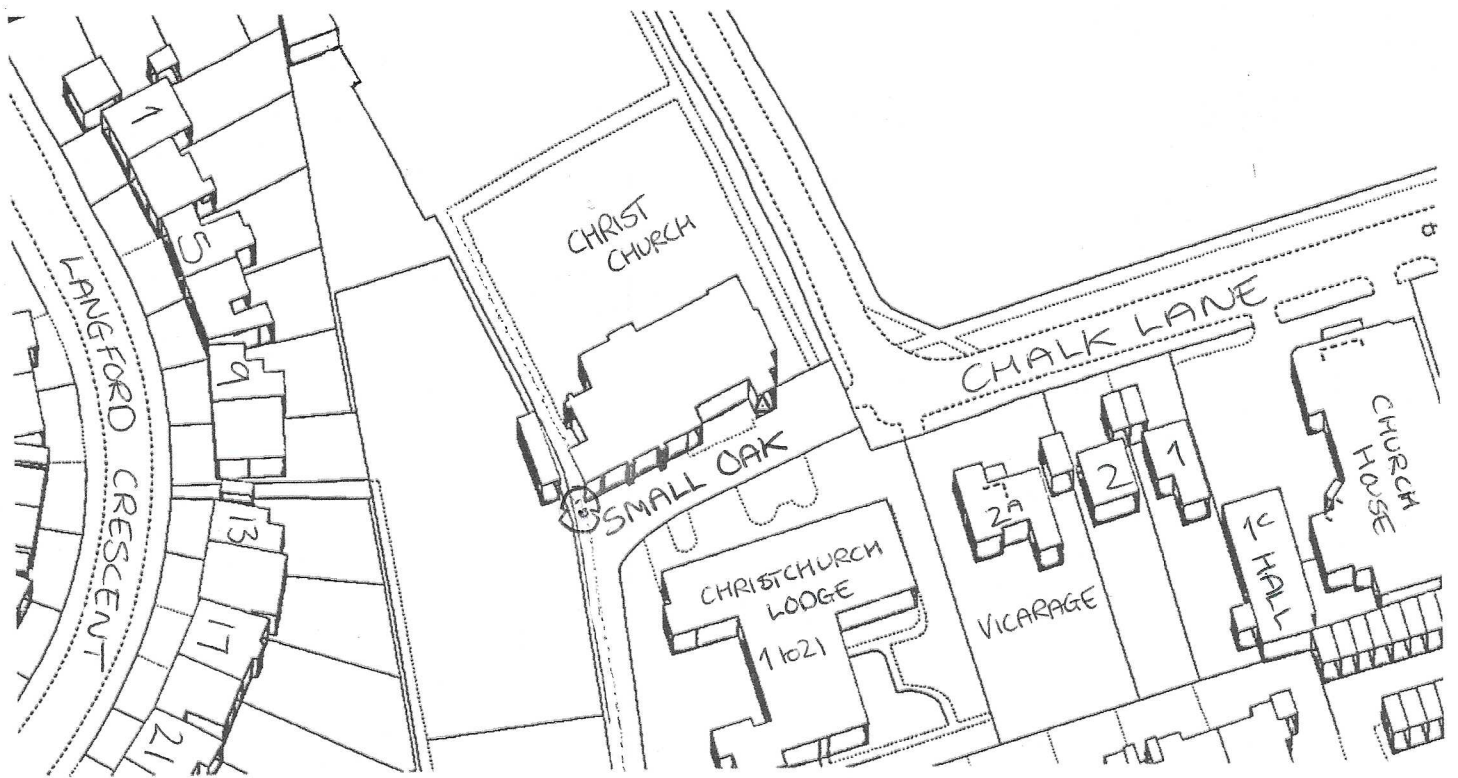 1
5
9
13
17
21
LANGFORD CRESCENT
CHRIST
CHURCH
SMALL OAK
CHALK LANE
CHRISTCHURCH
LODGE
1 to 21
2A
2
1
VICARAGE
1C HALL
CHURCH
HOUSE